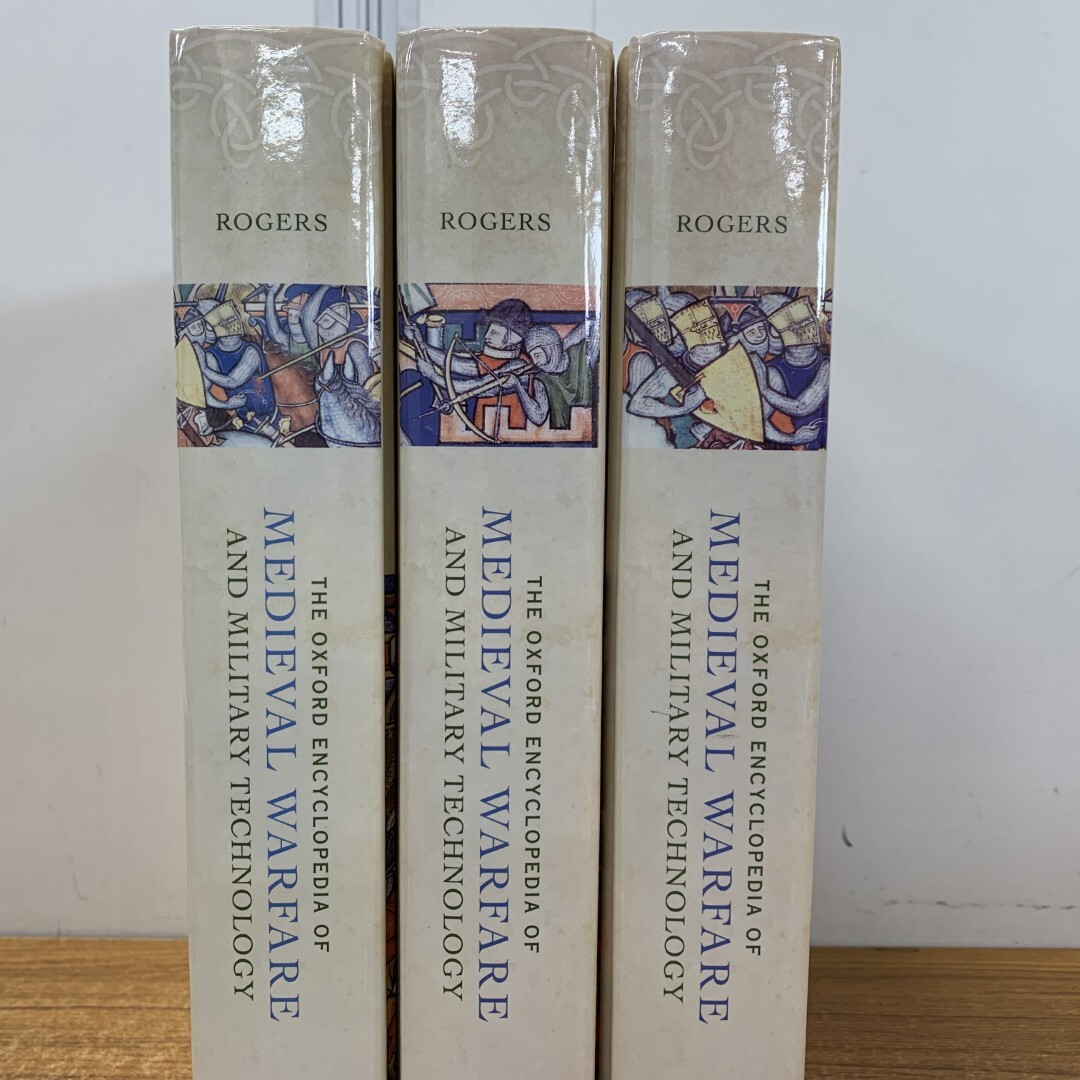 ROGERS
THE OXFORD ENCYCLOPEDIA OF
MEDIEVAL WARFARE
AND MILITARY TECHNOLOGY
ROGERS
THE OXFORD ENCYCLOPEDIA OF
MEDIEVAL WARFARE
AND MILITARY TECHNOLOGY
ROGERS
THE OXFORD ENCYCLOPEDIA OF
MEDIEVAL WARFARE
AND MILITARY TECHNOLOGY